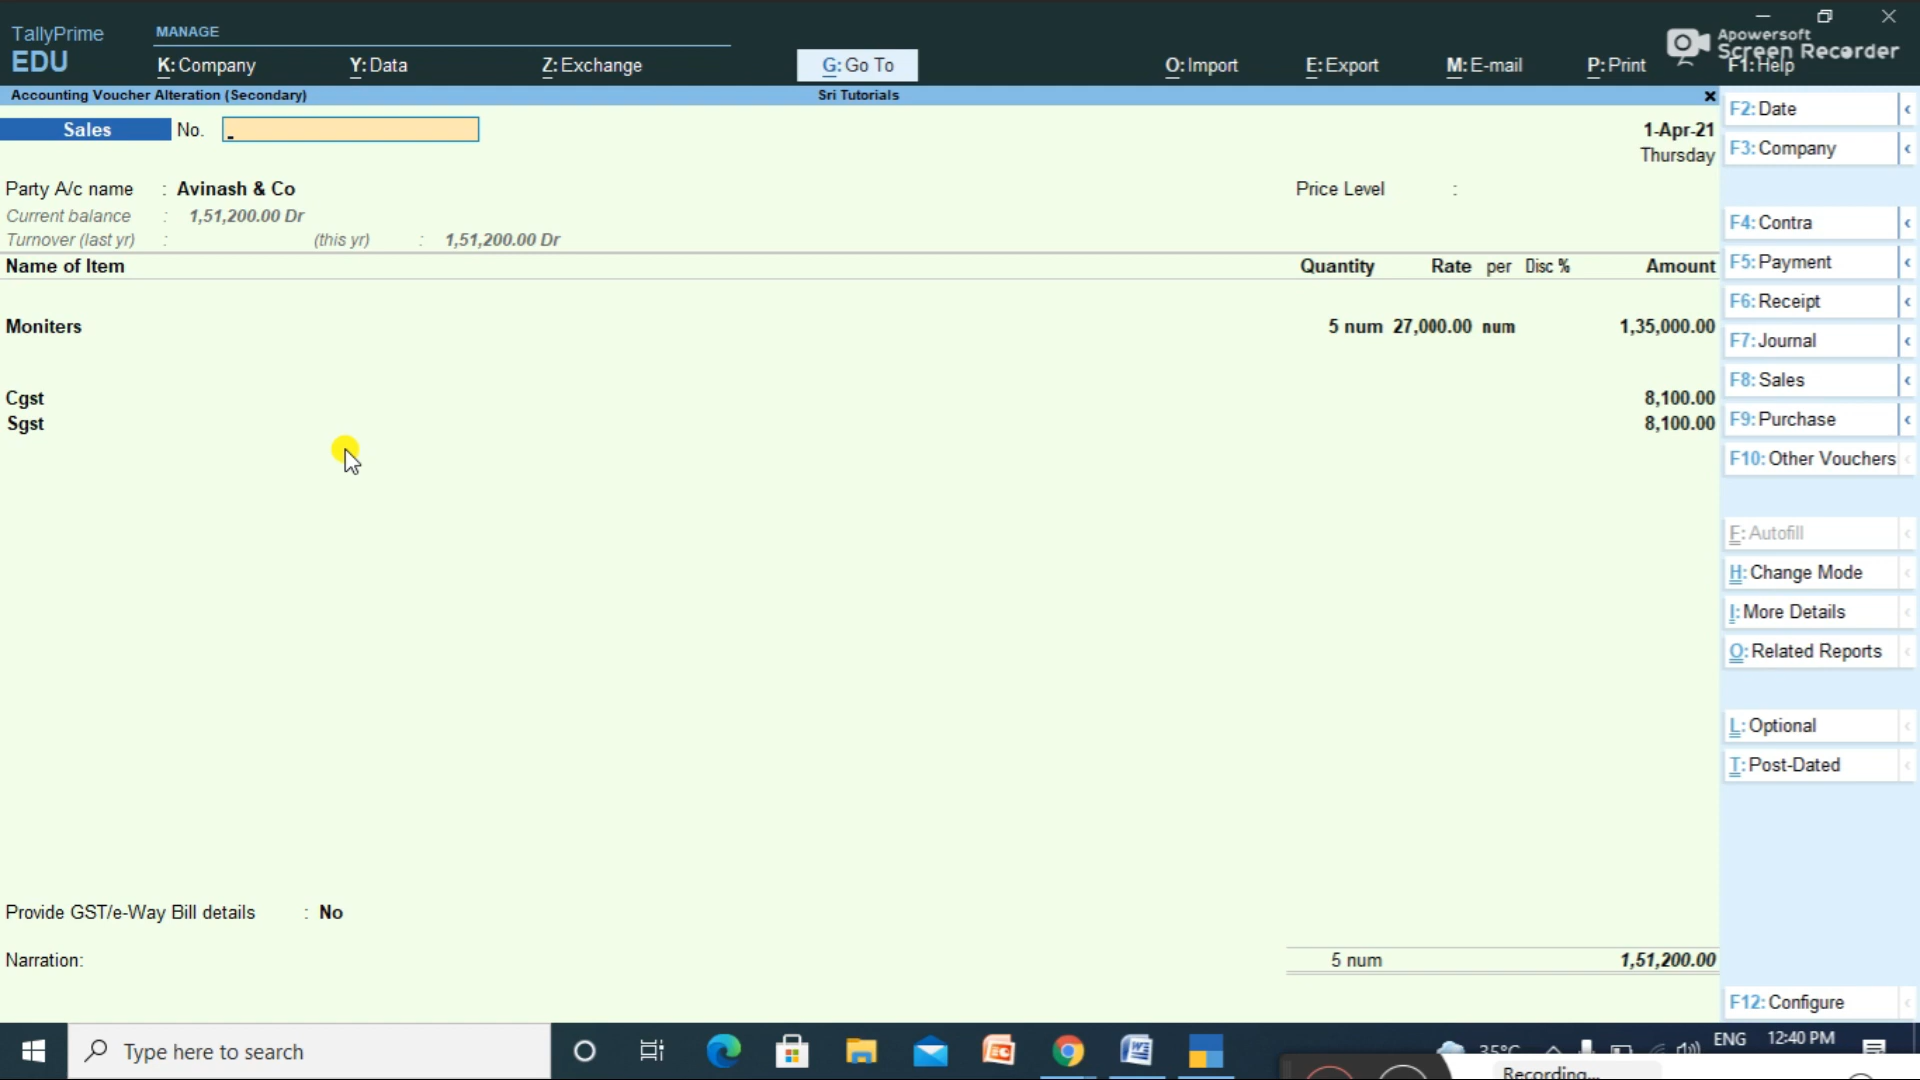 TallyPrime
EDU
MANAGE
K: Company
Y: Data
Z: Exchange
G: Go To
O: Import
E: Export
M: E-mail
P: Print
F1: Help
Apowersoft
Screen Recorder
Accounting Voucher Alteration (Secondary)
Sri Tutorials
Sales No.
1-Apr-21
Thursday
Party A/c name : Avinash & Co
Price Level :
Current balance : 1,51,200.00 Dr
Turnover (last yr) : (this yr) : 1,51,200.00 Dr
Name of Item Quantity Rate per Disc % Amount
Moniters 5 num 27,000.00 num 1,35,000.00
Cgst 8,100.00
Sgst 8,100.00
Provide GST/e-Way Bill details : No
Narration: 5 num 1,51,200.00
F2: Date
F3: Company
F4: Contra
F5: Payment
F6: Receipt
F7: Journal
F8: Sales
F9: Purchase
F10: Other Vouchers
F: Autofill
H: Change Mode
I: More Details
O: Related Reports
L: Optional
T: Post-Dated
F12: Configure
Type here to search
35°C
ENG
12:40 PM
Recording...